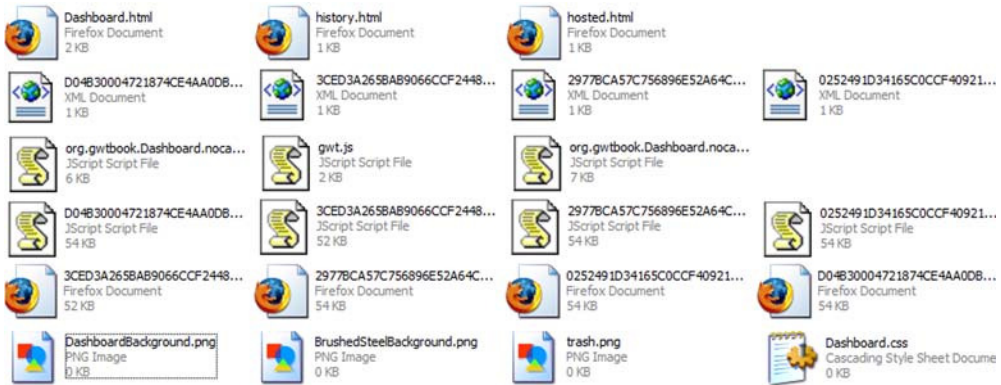 Dashboard.html
Firefox Document
2 KB
history.html
Firefox Document
1 KB
hosted.html
Firefox Document
1 KB
D04B30004721874CE4AA0DB...
XML Document
1 KB
3CED3A265BAB9066CCF2448...
XML Document
1 KB
2977BCA57C756896E52A64C...
XML Document
1 KB
0252491D34165C0CCF40921...
XML Document
1 KB
org.gwtbook.Dashboard.noca...
JScript Script File
6 KB
gwt.js
JScript Script File
2 KB
org.gwtbook.Dashboard.noca...
JScript Script File
7 KB
D04B30004721874CE4AA0DB...
JScript Script File
54 KB
3CED3A265BAB9066CCF2448...
JScript Script File
52 KB
2977BCA57C756896E52A64C...
JScript Script File
54 KB
0252491D34165C0CCF40921...
JScript Script File
54 KB
3CED3A265BAB9066CCF2448...
Firefox Document
52 KB
2977BCA57C756896E52A64C...
Firefox Document
54 KB
0252491D34165C0CCF40921...
Firefox Document
54 KB
D04B30004721874CE4AA0DB...
Firefox Document
54 KB
DashboardBackground.png
PNG Image
0 KB
BrushedSteelBackground.png
PNG Image
0 KB
trash.png
PNG Image
0 KB
Dashboard.css
Cascading Style Sheet Docume
0 KB